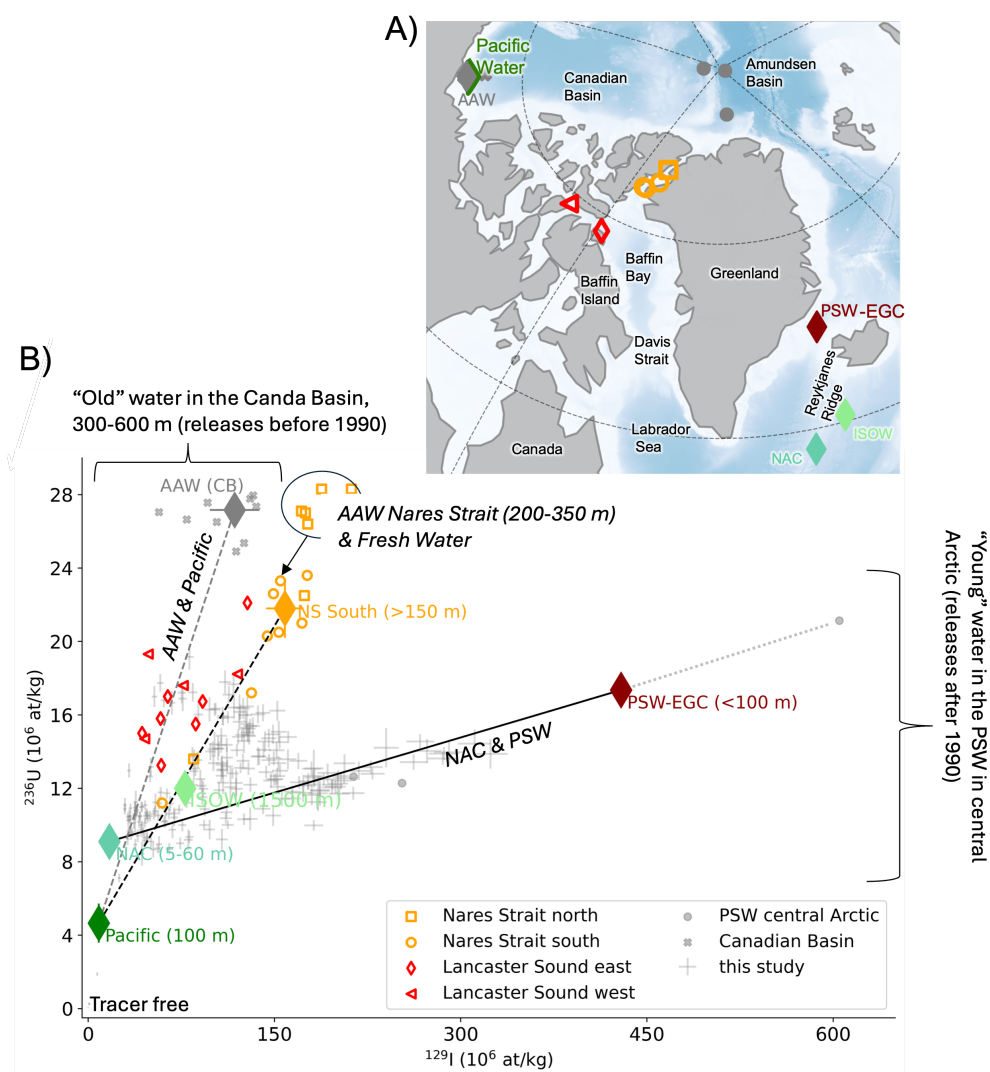 A)
Pacific
Water
AAW
Canadian
Basin
Amundsen
Basin
Baffin
Bay
Baffin
Island
Greenland
Davis
Strait
PSW-EGC
Reykjanes
Ridge
ISOW
NAC
Labrador
Sea
Canada
B)
“Old” water in the Canda Basin,
300-600 m (releases before 1990)
AAW (CB)
AAW Nares Strait (200-350 m)
& Fresh Water
AAW & Pacific
NS South (>150 m)
PSW-EGC (<100 m)
NAC & PSW
ISOW (1500 m)
NAC (5-60 m)
Pacific (100 m)
Tracer free
“Young” water in the PSW in central
Arctic (releases after 1990)
28
24
20
16
12
8
4
0
²³⁶U (10⁶ at/kg)
0 150 300 450 600
¹²⁹I (10⁶ at/kg)
Nares Strait north
Nares Strait south
Lancaster Sound east
Lancaster Sound west
PSW central Arctic
Canadian Basin
this study